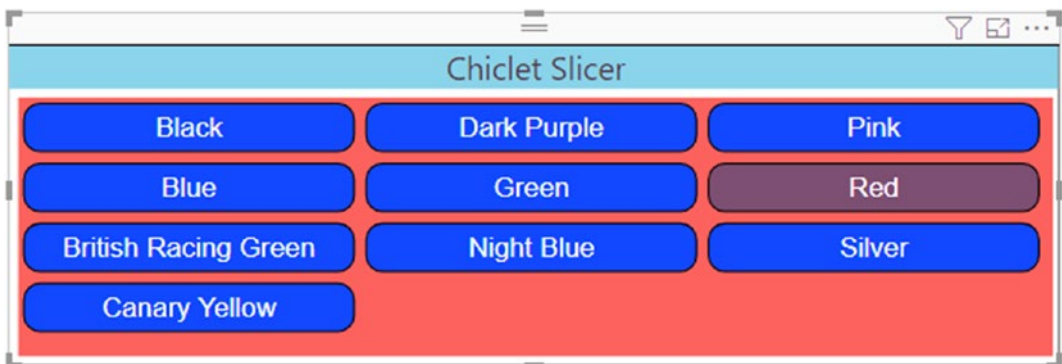 Chiclet Slicer
Black Dark Purple Pink
Blue Green Red
British Racing Green Night Blue Silver
Canary Yellow